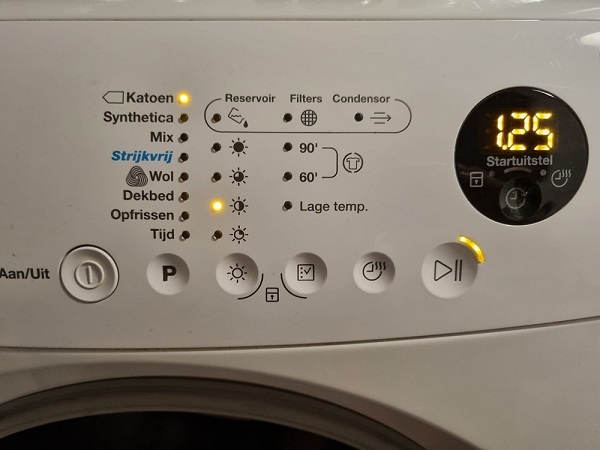 Katoen
Synthetica
Mix
Strijkvrij
Wol
Dekbed
Opfrissen
Tijd
Reservoir Filters Condensor
90'
60'
Lage temp.
1.25
Startuitstel
Aan/Uit
P